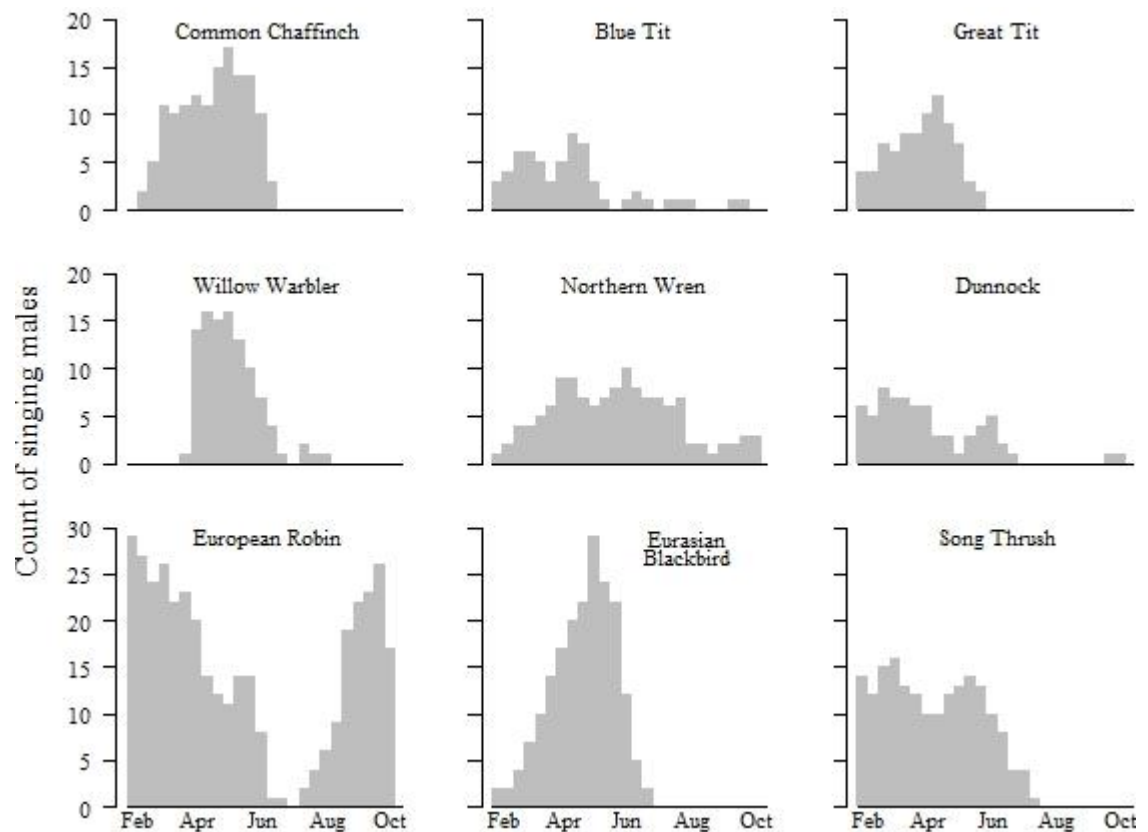 20
15
10
5
0
Common Chaffinch
Blue Tit
Great Tit
20
15
10
5
0
Willow Warbler
Northern Wren
Dunnock
Count of singing males
30
25
20
15
10
5
0
European Robin
Eurasian
Blackbird
Song Thrush
Feb Apr Jun Aug Oct
Feb Apr Jun Aug Oct
Feb Apr Jun Aug Oct